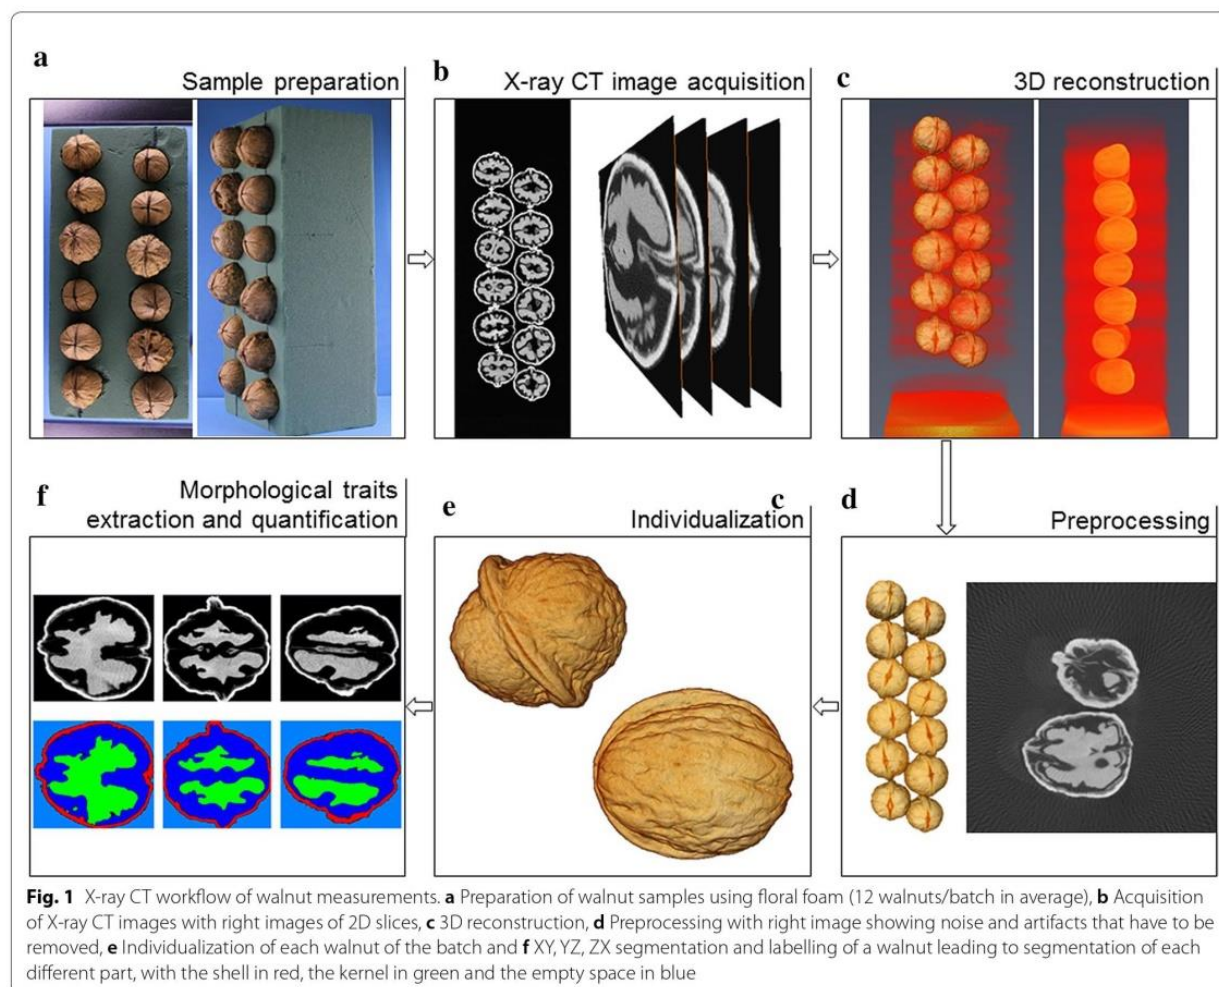 a
Sample preparation
b
X-ray CT image acquisition
c
3D reconstruction
f
Morphological traits
extraction and quantification
e
Individualization
c
d
Preprocessing
Fig. 1 X-ray CT workflow of walnut measurements. a Preparation of walnut samples using floral foam (12 walnuts/batch in average), b Acquisition
of X-ray CT images with right images of 2D slices, c 3D reconstruction, d Preprocessing with right image showing noise and artifacts that have to be
removed, e Individualization of each walnut of the batch and f XY, YZ, ZX segmentation and labelling of a walnut leading to segmentation of each
different part, with the shell in red, the kernel in green and the empty space in blue